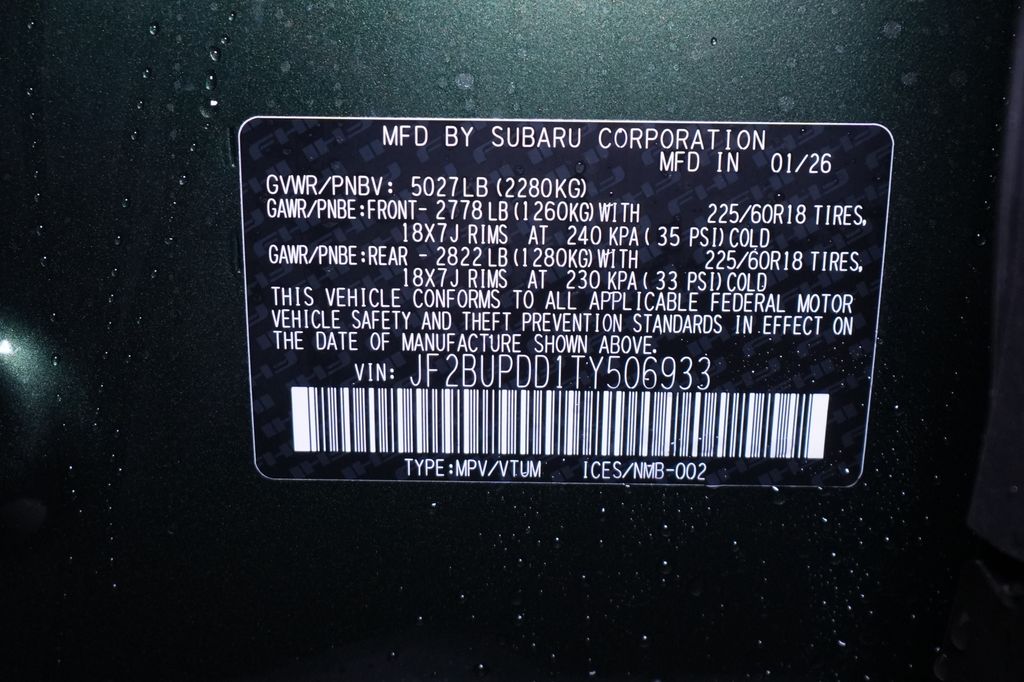 MFD BY SUBARU CORPORATION
MFD IN 01/26
GVWR/PNBV: 5027LB (2280KG)
GAWR/PNBE:FRONT- 2778 LB (1260KG) WITH 225/60R18 TIRES,
18X7J RIMS AT 240 KPA ( 35 PSI) COLD
GAWR/PNBE:REAR - 2822 LB (1280KG) WITH 225/60R18 TIRES,
18X7J RIMS AT 230 KPA ( 33 PSI) COLD
THIS VEHICLE CONFORMS TO ALL APPLICABLE FEDERAL MOTOR
VEHICLE SAFETY AND THEFT PREVENTION STANDARDS IN EFFECT ON
THE DATE OF MANUFACTURE SHOWN ABOVE.
VIN: JF2BUPDD1TY506933
TYPE:MPV/VTUM ICES/NMB-002